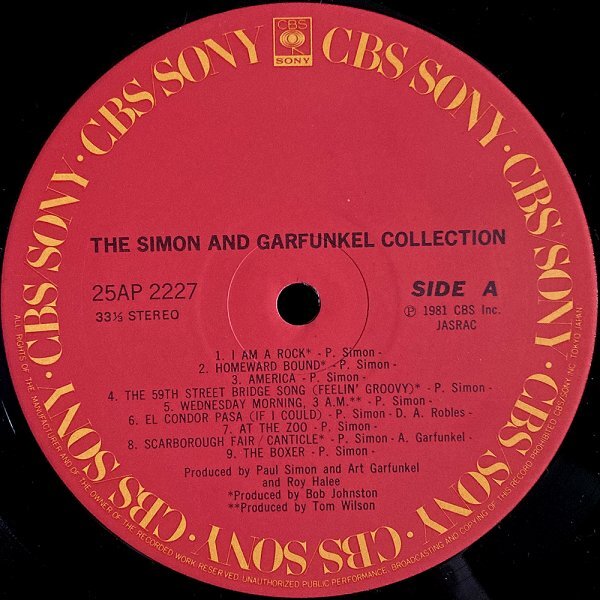 CBS
SONY
CBS/SONY · CBS/SONY · CBS/SONY · CBS/SONY · CBS/SONY · CBS/SONY · CBS/SONY · CBS/SONY
THE SIMON AND GARFUNKEL COLLECTION
25AP 2227
33⅓ STEREO
SIDE A
Ⓟ 1981 CBS Inc.
JASRAC
1. I AM A ROCK* - P. Simon -
2. HOMEWARD BOUND* - P. Simon -
3. AMERICA - P. Simon -
4. THE 59TH STREET BRIDGE SONG (FEELIN' GROOVY)* - P. Simon -
5. WEDNESDAY MORNING, 3 A.M.** - P. Simon -
6. EL CONDOR PASA (IF I COULD) - P. Simon - D. A. Robles -
7. AT THE ZOO - P. Simon -
8. SCARBOROUGH FAIR / CANTICLE* - P. Simon - A. Garfunkel -
9. THE BOXER - P. Simon -
Produced by Paul Simon and Art Garfunkel
and Roy Halee
*Produced by Bob Johnston
**Produced by Tom Wilson
ALL RIGHTS OF THE MANUFACTURER AND OF THE OWNER OF THE RECORDED WORK RESERVED. UNAUTHORIZED PUBLIC PERFORMANCE, BROADCASTING AND COPYING OF THIS RECORD PROHIBITED CBS/SONY INC. TOKYO JAPAN